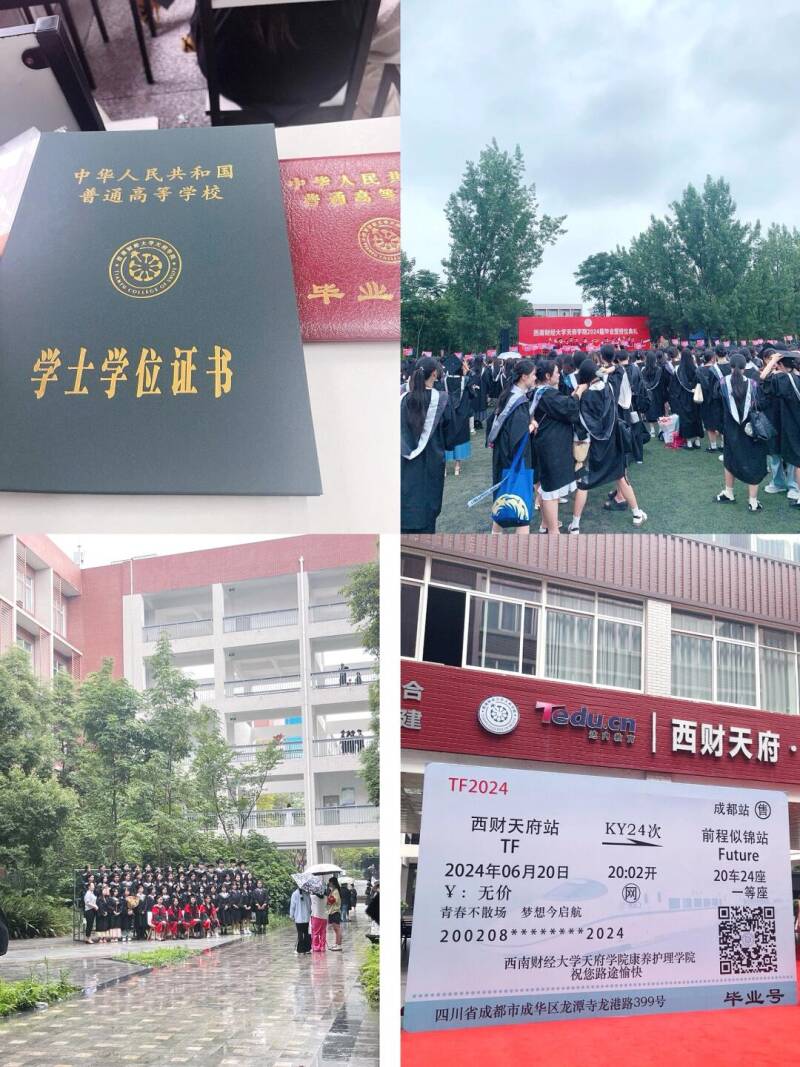 中华人民共和国
普通高等学校
TIANFU COLLEGE OF SWUFE
学士学位证书
中华人民共
普通高等
毕业
西南财经大学天府学院2024届毕业暨授位典礼
合
建
Tedu.cn
达内教育
西财天府·
TF2024
成都站 售
西财天府站
KY24次
前程似锦站
TF
Future
2024年06月20日
20:02开
20车24座
¥：无价
网
一等座
青春不散场 梦想今启航
200208********2024
西南财经大学天府学院康养护理学院
祝您路途愉快
四川省成都市成华区龙潭寺龙港路399号
毕业号